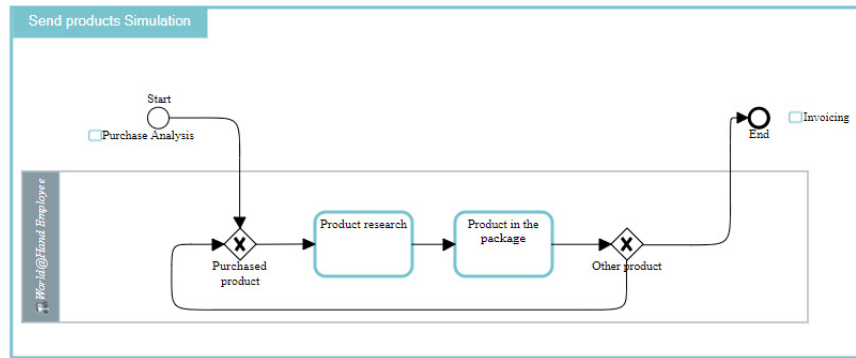 Send products Simulation
Start
Purchase Analysis
Invoicing
End
World@Hand Employee
Product research
Product in the
package
Purchased
product
Other product